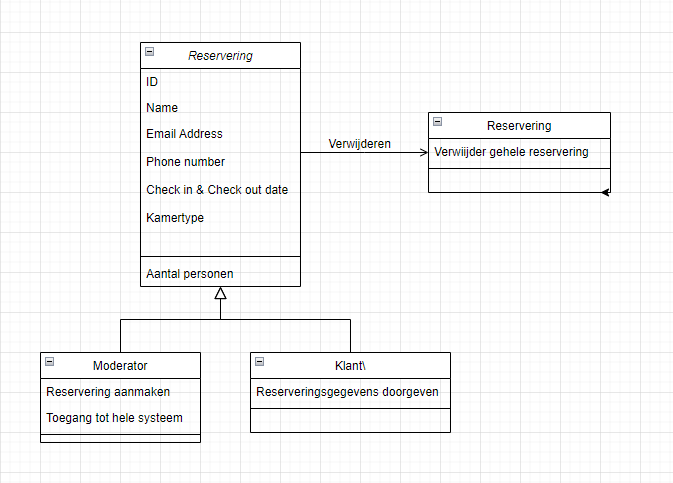 Reservering
ID
Name
Email Address
Phone number
Check in & Check out date
Kamertype
Aantal personen
Verwijderen
Reservering
Verwiijder gehele reservering
Moderator
Reservering aanmaken
Toegang tot hele systeem
Klant\
Reserveringsgegevens doorgeven